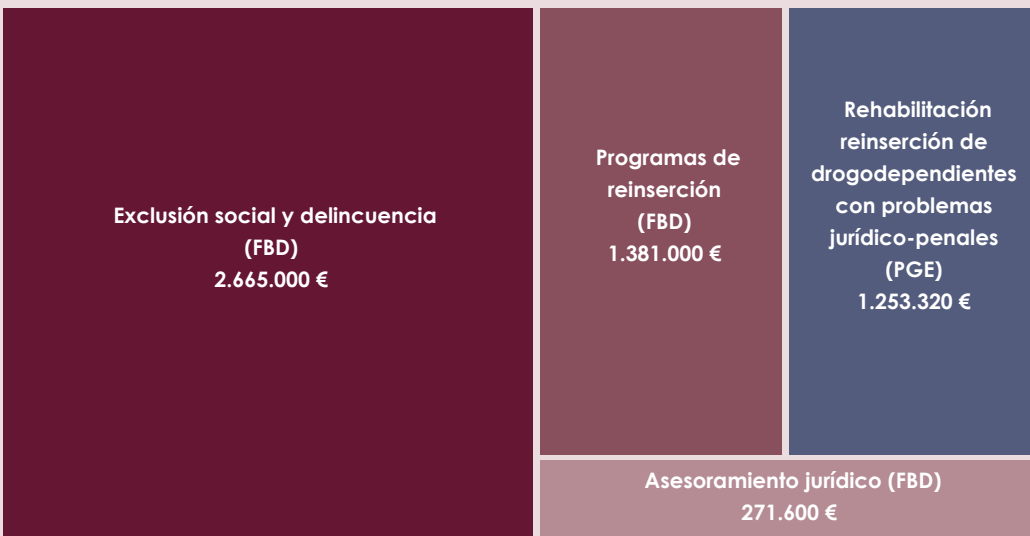 Exclusión social y delincuencia
(FBD)
2.665.000 €
Programas de
reinserción
(FBD)
1.381.000 €
Rehabilitación
reinserción de
drogodependientes
con problemas
jurídico-penales
(PGE)
1.253.320 €
Asesoramiento jurídico (FBD)
271.600 €